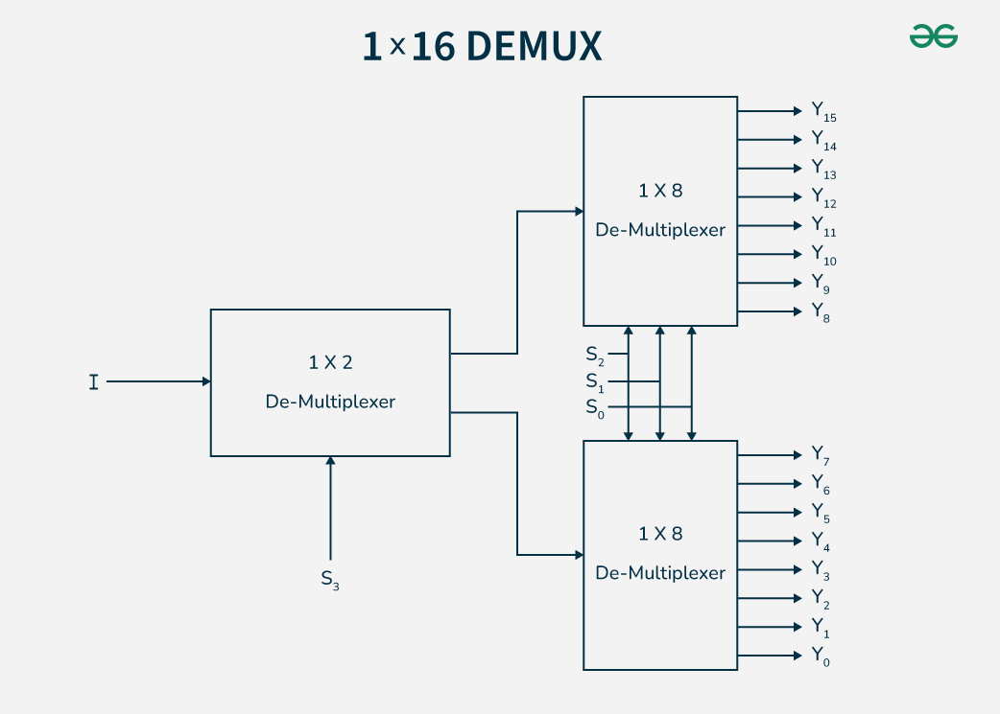 1 × 16 DEMUX
I
1 X 2
De-Multiplexer
S3
1 X 8
De-Multiplexer
Y15
Y14
Y13
Y12
Y11
Y10
Y9
Y8
S2
S1
S0
1 X 8
De-Multiplexer
Y7
Y6
Y5
Y4
Y3
Y2
Y1
Y0